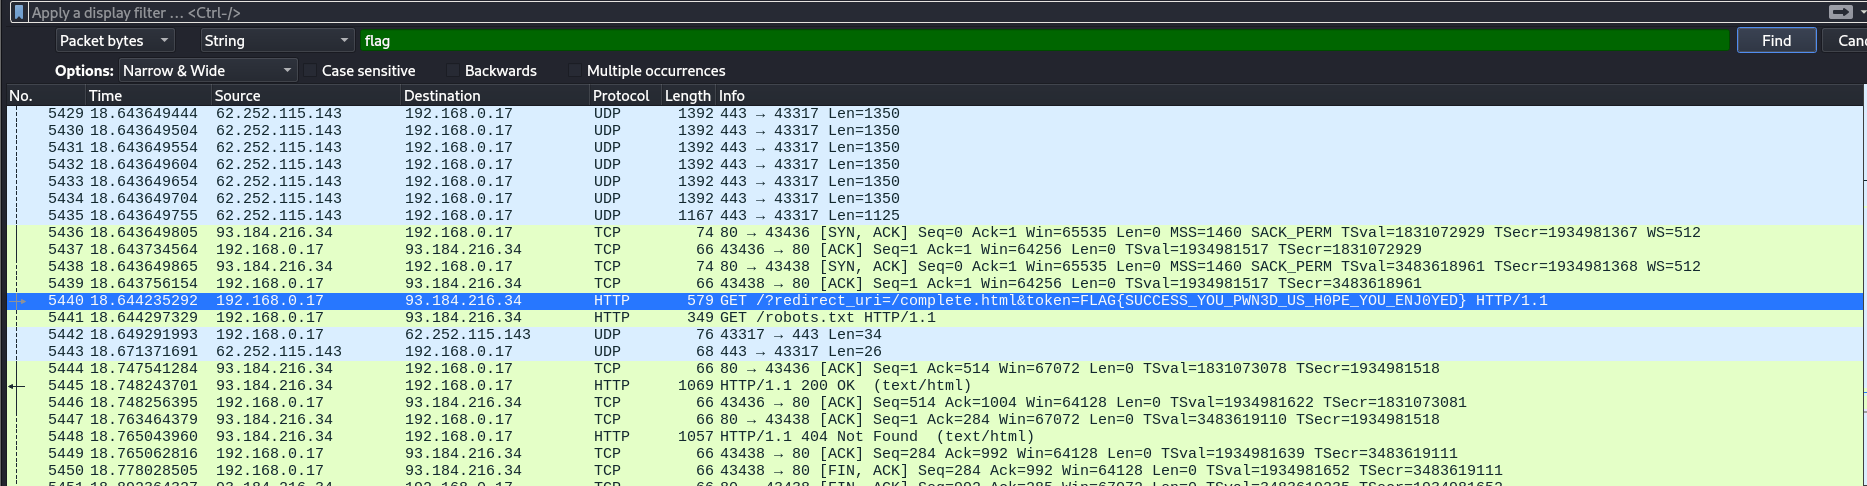 Apply a display filter … <Ctrl-/>
Packet bytes String flag Find Canc
Options: Narrow & Wide Case sensitive Backwards Multiple occurrences
No. Time Source Destination Protocol Length Info
5429 18.643649444 62.252.115.143 192.168.0.17 UDP 1392 443 → 43317 Len=1350
5430 18.643649504 62.252.115.143 192.168.0.17 UDP 1392 443 → 43317 Len=1350
5431 18.643649554 62.252.115.143 192.168.0.17 UDP 1392 443 → 43317 Len=1350
5432 18.643649604 62.252.115.143 192.168.0.17 UDP 1392 443 → 43317 Len=1350
5433 18.643649654 62.252.115.143 192.168.0.17 UDP 1392 443 → 43317 Len=1350
5434 18.643649704 62.252.115.143 192.168.0.17 UDP 1392 443 → 43317 Len=1350
5435 18.643649755 62.252.115.143 192.168.0.17 UDP 1167 443 → 43317 Len=1125
5436 18.643649805 93.184.216.34 192.168.0.17 TCP 74 80 → 43436 [SYN, ACK] Seq=0 Ack=1 Win=65535 Len=0 MSS=1460 SACK_PERM TSval=1831072929 TSecr=1934981367 WS=512
5437 18.643734564 192.168.0.17 93.184.216.34 TCP 66 43436 → 80 [ACK] Seq=1 Ack=1 Win=64256 Len=0 TSval=1934981517 TSecr=1831072929
5438 18.643649865 93.184.216.34 192.168.0.17 TCP 74 80 → 43438 [SYN, ACK] Seq=0 Ack=1 Win=65535 Len=0 MSS=1460 SACK_PERM TSval=3483618961 TSecr=1934981368 WS=512
5439 18.643756154 192.168.0.17 93.184.216.34 TCP 66 43438 → 80 [ACK] Seq=1 Ack=1 Win=64256 Len=0 TSval=1934981517 TSecr=3483618961
5440 18.644235292 192.168.0.17 93.184.216.34 HTTP 579 GET /?redirect_uri=/complete.html&token=FLAG{SUCCESS_YOU_PWN3D_US_H0PE_YOU_ENJ0YED} HTTP/1.1
5441 18.644297329 192.168.0.17 93.184.216.34 HTTP 349 GET /robots.txt HTTP/1.1
5442 18.649291993 192.168.0.17 62.252.115.143 UDP 76 43317 → 443 Len=34
5443 18.671371691 62.252.115.143 192.168.0.17 UDP 68 443 → 43317 Len=26
5444 18.747541284 93.184.216.34 192.168.0.17 TCP 66 80 → 43436 [ACK] Seq=1 Ack=514 Win=67072 Len=0 TSval=1831073078 TSecr=1934981518
5445 18.748243701 93.184.216.34 192.168.0.17 HTTP 1069 HTTP/1.1 200 OK (text/html)
5446 18.748256395 192.168.0.17 93.184.216.34 TCP 66 43436 → 80 [ACK] Seq=514 Ack=1004 Win=64128 Len=0 TSval=1934981622 TSecr=1831073081
5447 18.763464379 93.184.216.34 192.168.0.17 TCP 66 80 → 43438 [ACK] Seq=1 Ack=284 Win=67072 Len=0 TSval=3483619110 TSecr=1934981518
5448 18.765043960 93.184.216.34 192.168.0.17 HTTP 1057 HTTP/1.1 404 Not Found (text/html)
5449 18.765062816 192.168.0.17 93.184.216.34 TCP 66 43438 → 80 [ACK] Seq=284 Ack=992 Win=64128 Len=0 TSval=1934981639 TSecr=3483619111
5450 18.778028505 192.168.0.17 93.184.216.34 TCP 66 43438 → 80 [FIN, ACK] Seq=284 Ack=992 Win=64128 Len=0 TSval=1934981652 TSecr=3483619111